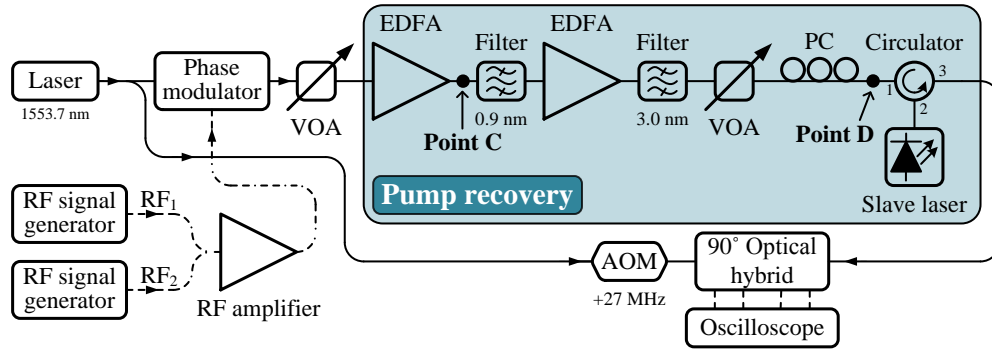 EDFA
EDFA
Filter
Filter
PC
Circulator
Laser
Phase
modulator
1553.7 nm
VOA
Point C
0.9 nm
3.0 nm
VOA
Point D
1
2
3
Pump recovery
Slave laser
RF signal
generator
RF1
RF signal
generator
RF2
RF amplifier
AOM
+27 MHz
90° Optical
hybrid
Oscilloscope